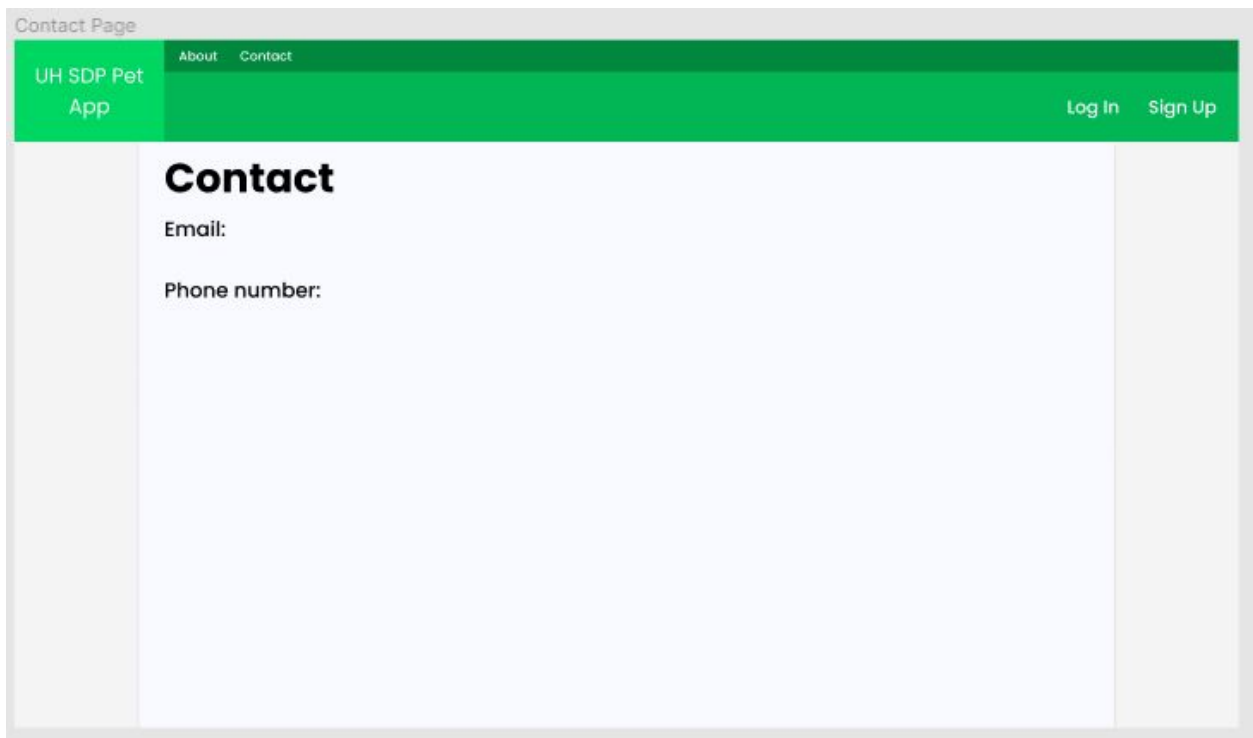 Contact Page
UH SDP Pet
App
About Contact
Log In Sign Up
Contact
Email:
Phone number: